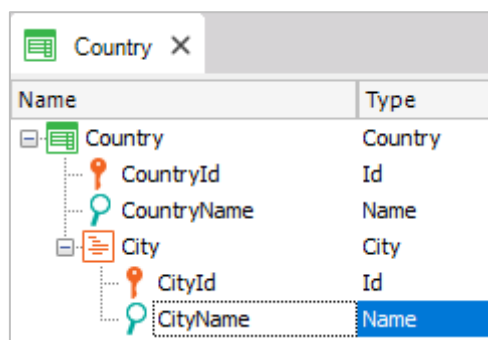 Country
Name Type
Country Country
CountryId Id
CountryName Name
City City
CityId Id
CityName Name